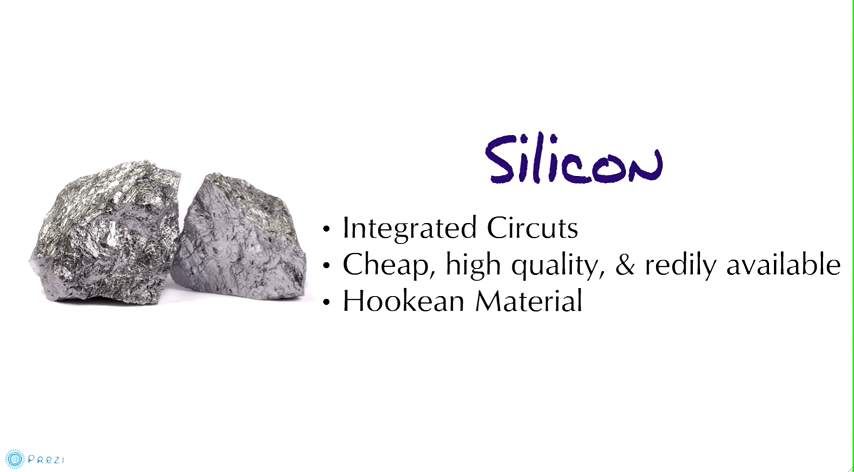 Silicon
• Integrated Circuts
• Cheap, high quality, & redily available
• Hookean Material
Prezi